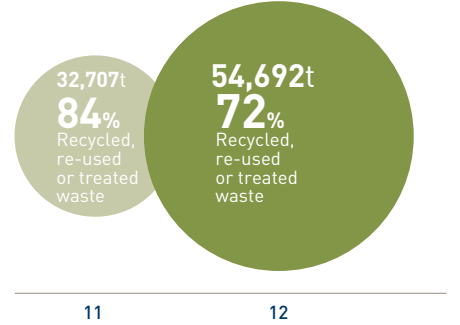 32,707t
84%
Recycled,
re-used
or treated
waste
54,692t
72%
Recycled,
re-used
or treated
waste
11
12